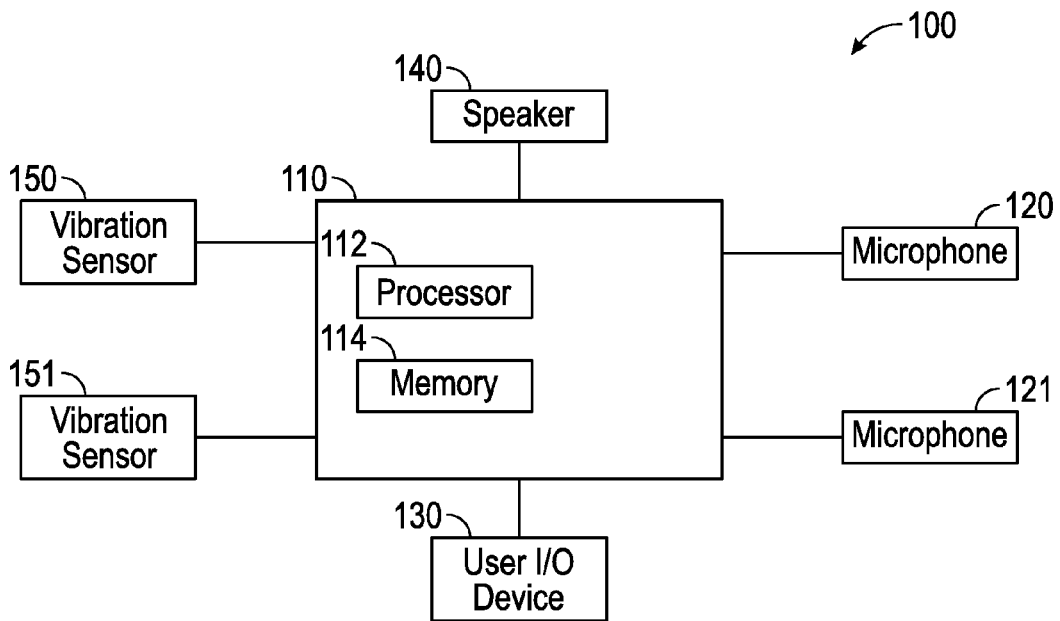 100
140
Speaker
150
Vibration
Sensor
110
112
Processor
114
Memory
120
Microphone
151
Vibration
Sensor
121
Microphone
130
User I/O
Device